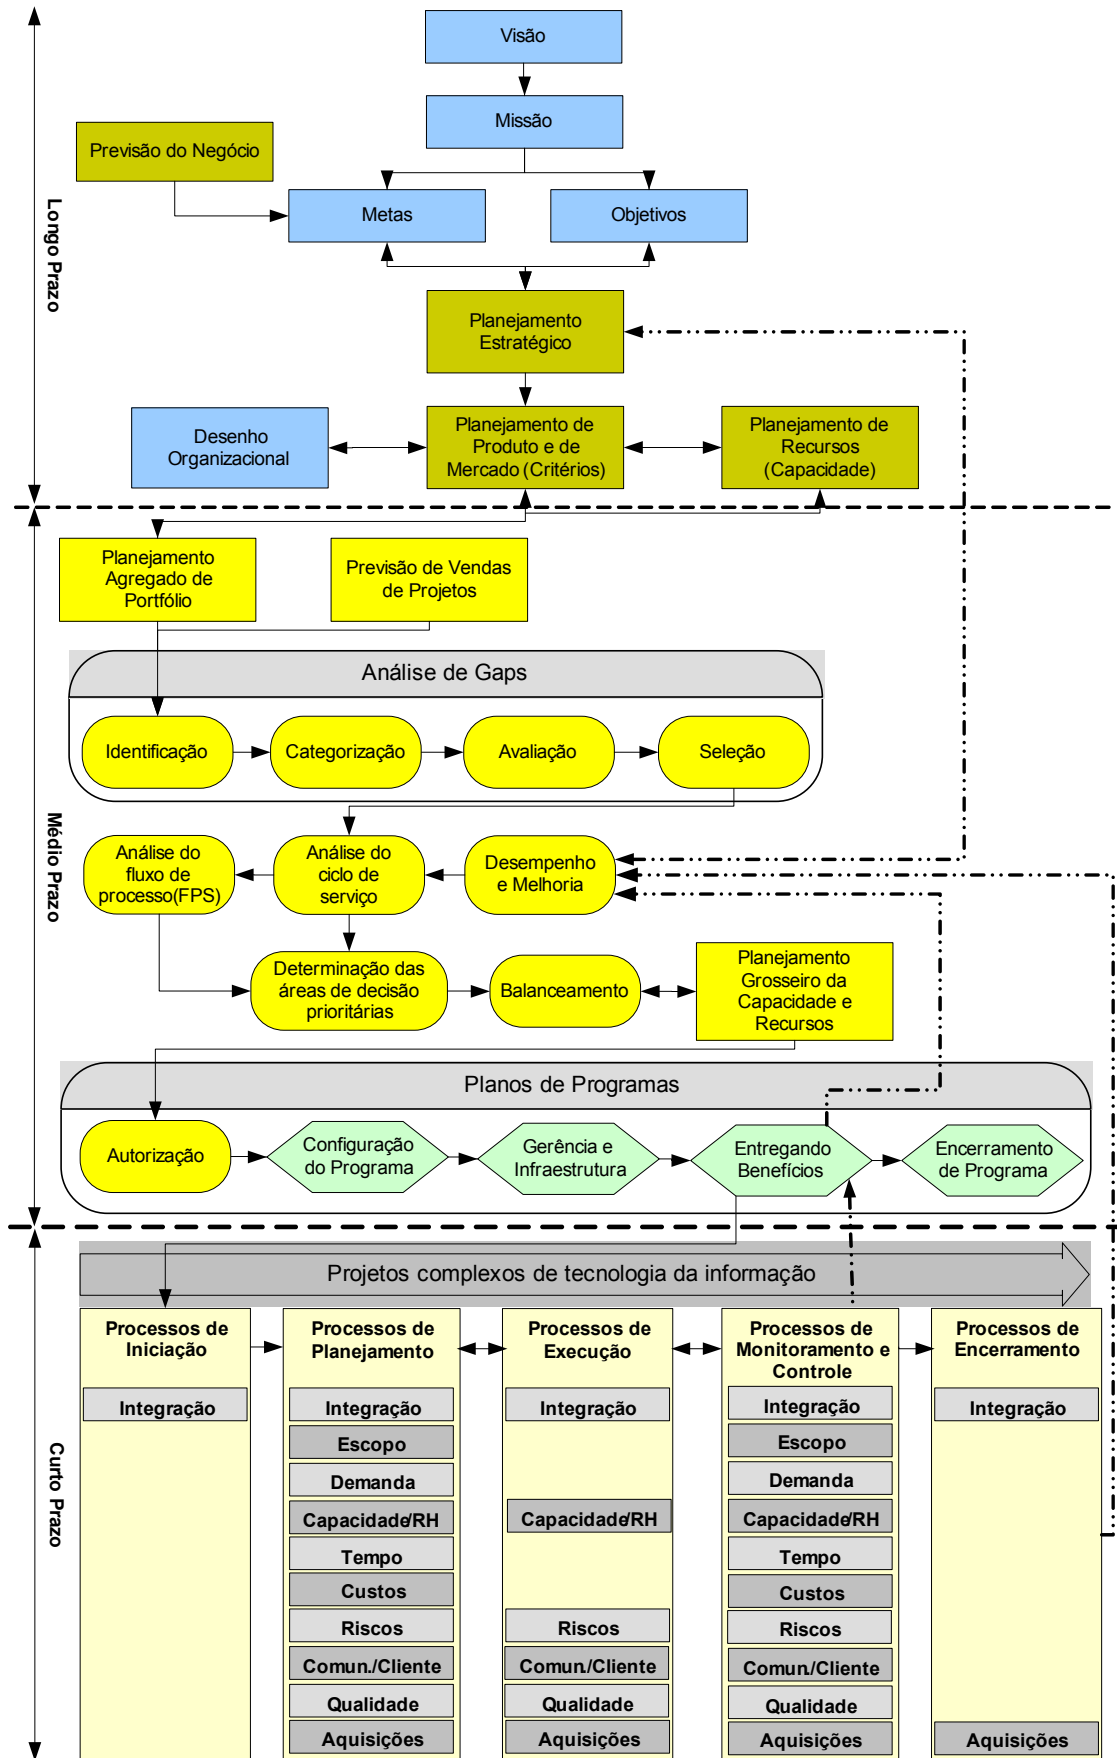 Visão
Missão
Previsão do Negócio
Metas
Objetivos
Longo Prazo
Planejamento
Estratégico
Desenho
Organizacional
Planejamento de
Produto e de
Mercado (Critérios)
Planejamento de
Recursos
(Capacidade)
Planejamento
Agregado de
Portfólio
Previsão de Vendas
de Projetos
Análise de Gaps
Identificação
Categorização
Avaliação
Seleção
Médio Prazo
Análise do
fluxo de
processo(FPS)
Análise do
ciclo de
serviço
Desempenho
e Melhoria
Determinação das
áreas de decisão
prioritárias
Balanceamento
Planejamento
Grosseiro da
Capacidade e
Recursos
Planos de Programas
Autorização
Configuração
do Programa
Gerência e
Infraestrutura
Entregando
Benefícios
Encerramento
de Programa
Projetos complexos de tecnologia da informação
Curto Prazo
Processos de
Iniciação
Integração
Processos de
Planejamento
Integração
Escopo
Demanda
Capacidade/RH
Tempo
Custos
Riscos
Comun./Cliente
Qualidade
Aquisições
Processos de
Execução
Integração
Capacidade/RH
Riscos
Comun./Cliente
Qualidade
Aquisições
Processos de
Monitoramento e
Controle
Integração
Escopo
Demanda
Capacidade/RH
Tempo
Custos
Riscos
Comun./Cliente
Qualidade
Aquisições
Processos de
Encerramento
Integração
Aquisições